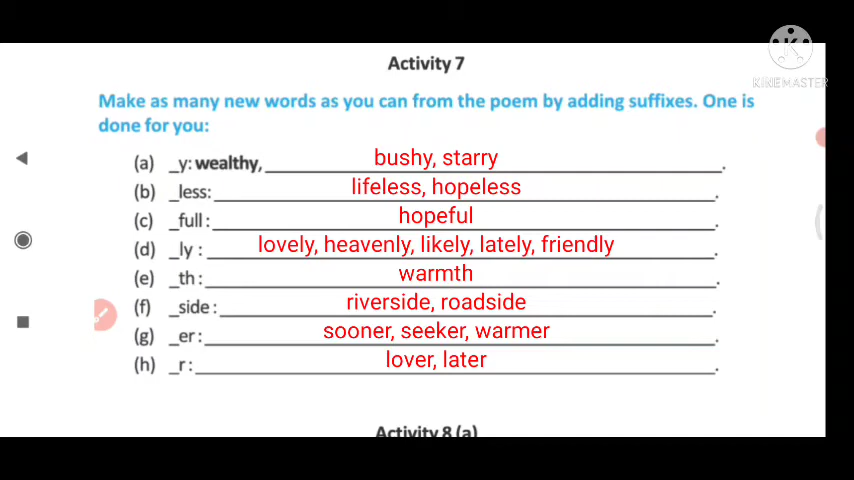 KINEMASTER
Activity 7
Make as many new words as you can from the poem by adding suffixes. One is
done for you:
(a) _y: wealthy, bushy, starry.
(b) _less: lifeless, hopeless.
(c) _full: hopeful.
(d) _ly : lovely, heavenly, likely, lately, friendly.
(e) _th: warmth.
(f) _side: riverside, roadside.
(g) _er: sooner, seeker, warmer.
(h) _r: lover, later.
Activity 8 (a)